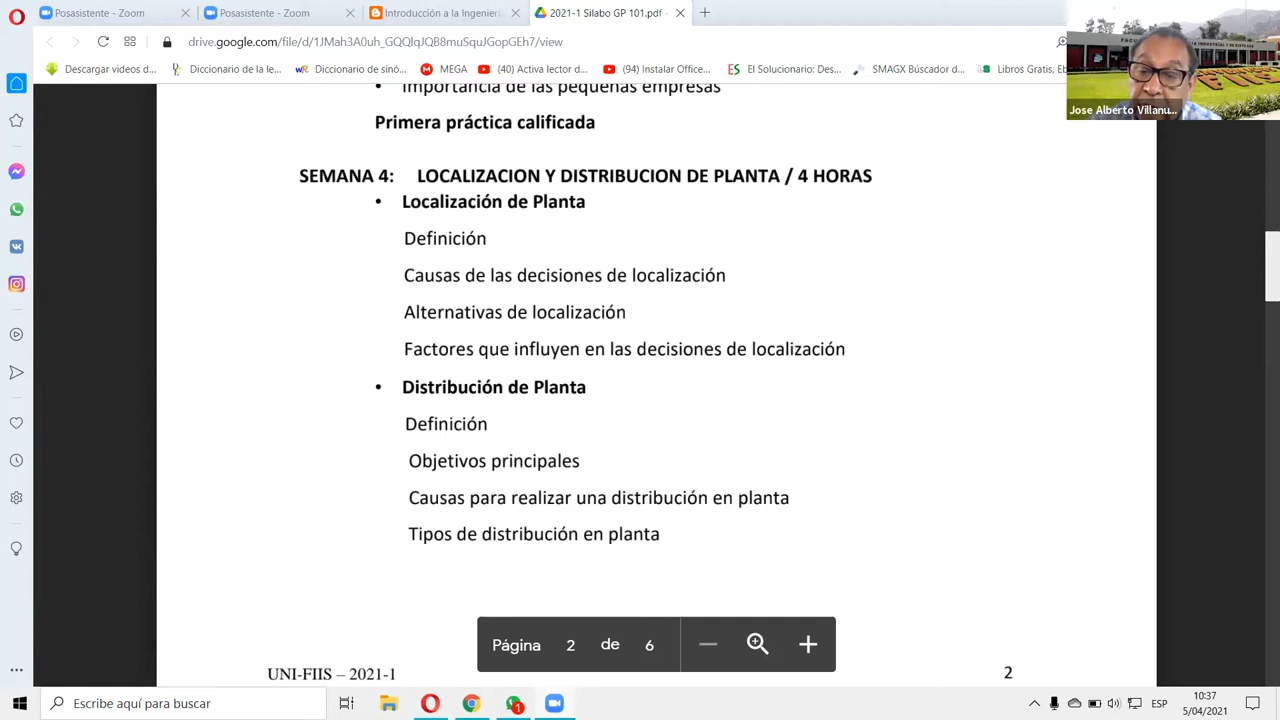 Posasistente - Zoom
Posasistente - Zoom
Introducción a la Ingenierí
2021-1 Silabo GP 101.pdf -
drive.google.com/file/d/1JMah3A0uh_GQQlqJQB8muSquJGopGEh7/view
Descargar videos d...
Diccionario de la le...
WR Diccionario
MEGA
(40) Activa lector d...
(94) Instalar Office...
ES El Solucionario: Des...
SMAGX Búscador d...
Libros Gratis,
Jose Alberto Villanu...
• Importancia de las pequeñas empresas
Primera práctica calificada
SEMANA 4: LOCALIZACION Y DISTRIBUCION DE PLANTA / 4 HORAS
• Localización de Planta
Definición
Causas de las decisiones de localización
Alternativas de localización
Factores que influyen en las decisiones de localización
• Distribución de Planta
Definición
Objetivos principales
Causas para realizar una distribución en planta
Tipos de distribución en planta
Página 2 de 6
UNI-FIIS – 2021-1
2
Escribe aquí para buscar
1
ESP
10:37
5/04/2021